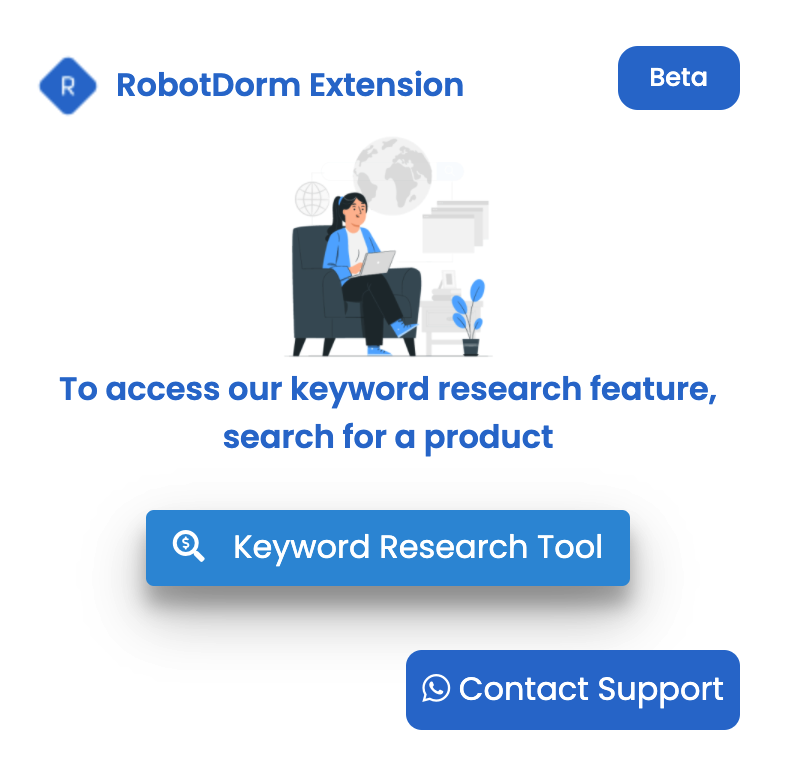 R
RobotDorm Extension
Beta
To access our keyword research feature,
search for a product
$
Keyword Research Tool
Contact Support